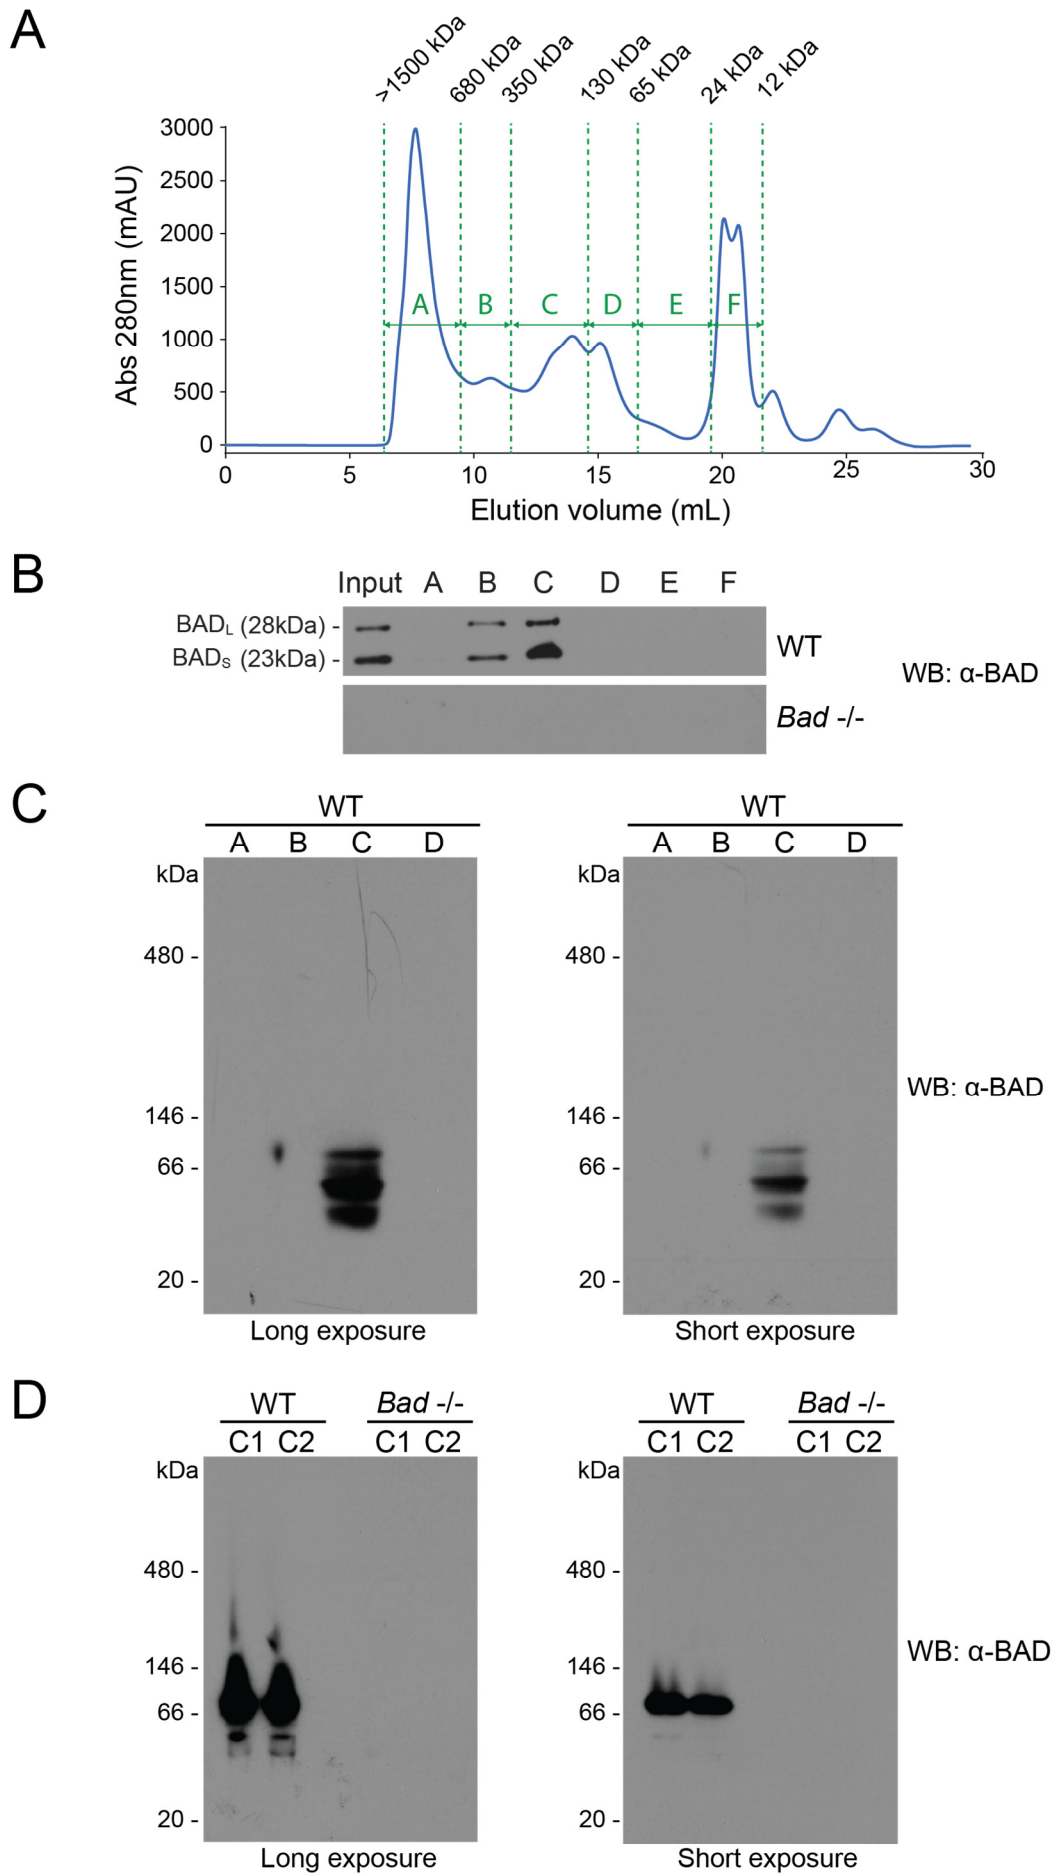 A
>1500 kDa 680 kDa 350 kDa 130 kDa 65 kDa 24 kDa 12 kDa
3000
2500
2000
1500
1000
500
0
Abs 280nm (mAU)
A B C D E F
0 5 10 15 20 25 30
Elution volume (mL)
B
Input A B C D E F
BADL (28kDa) -
BADS (23kDa) -
WT
Bad -/-
WB: α-BAD
C
WT
A B C D
kDa
480 -
146 -
66 -
20 -
Long exposure
WT
A B C D
kDa
480 -
146 -
66 -
20 -
Short exposure
WB: α-BAD
D
WT Bad -/-
C1 C2 C1 C2
kDa
480 -
146 -
66 -
20 -
Long exposure
WT Bad -/-
C1 C2 C1 C2
kDa
480 -
146 -
66 -
20 -
Short exposure
WB: α-BAD